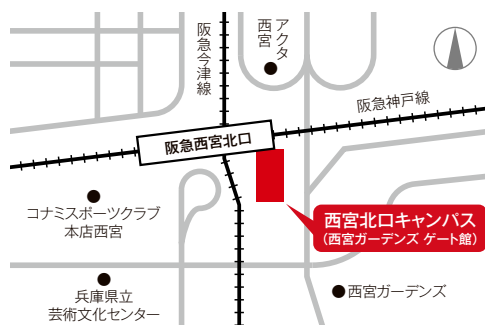 阪急今津線
アクタ
西宮
阪急神戸線
阪急西宮北口
コナミスポーツクラブ
本店西宮
西宮北口キャンパス
(西宮ガーデンズ ゲート館)
兵庫県立
芸術文化センター
西宮ガーデンズ